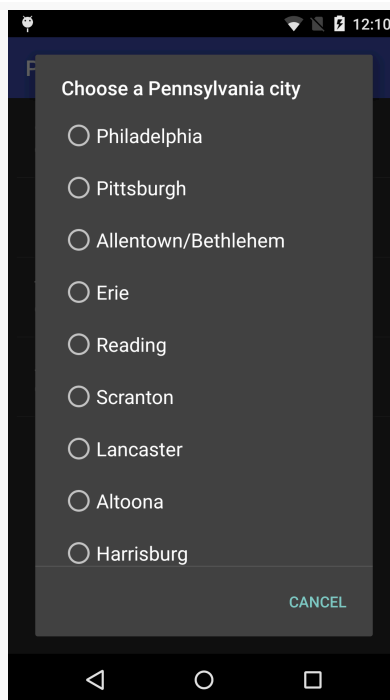 12:10
P
Choose a Pennsylvania city
Philadelphia
Pittsburgh
Allentown/Bethlehem
Erie
Reading
Scranton
Lancaster
Altoona
Harrisburg
CANCEL